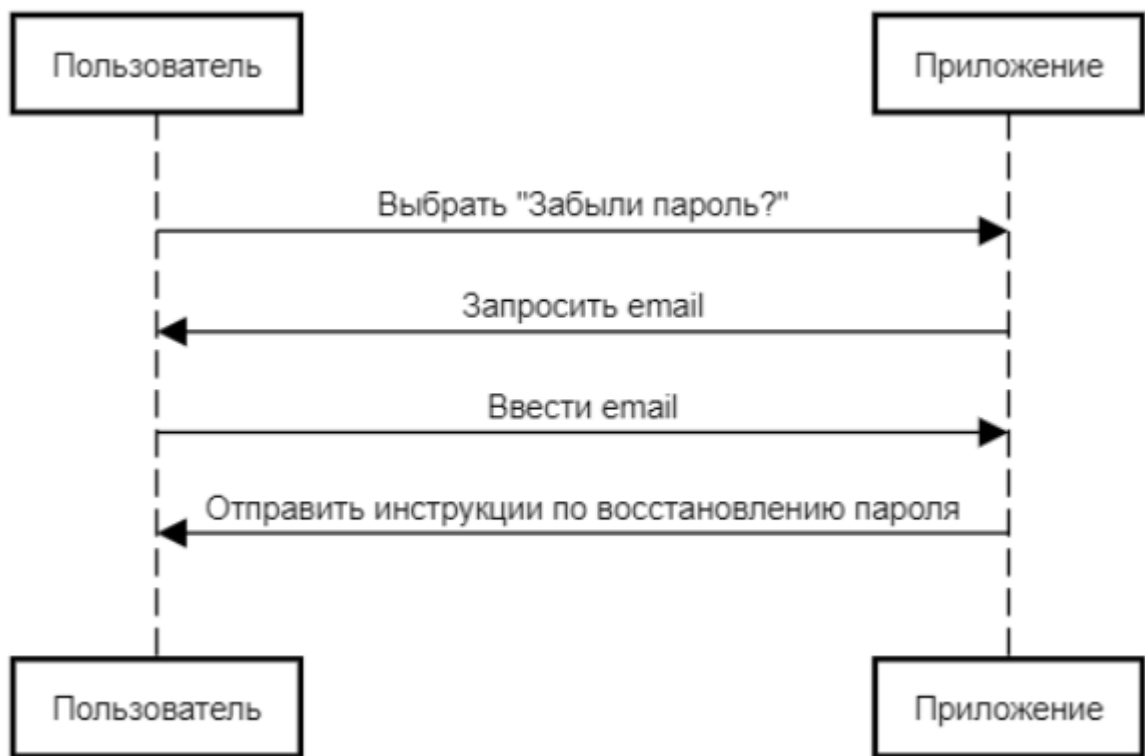 Пользователь
Приложение
Выбрать "Забыли пароль?"
Запросить email
Ввести email
Отправить инструкции по восстановлению пароля
Пользователь
Приложение